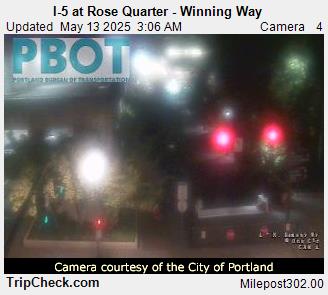 I-5 at Rose Quarter - Winning Way
Updated May 13 2025 3:06 AM Camera 4
PBOT
PORTLAND BUREAU OF TRANSPORTATION
Camera courtesy of the City of Portland
TripCheck.com Milepost302.00